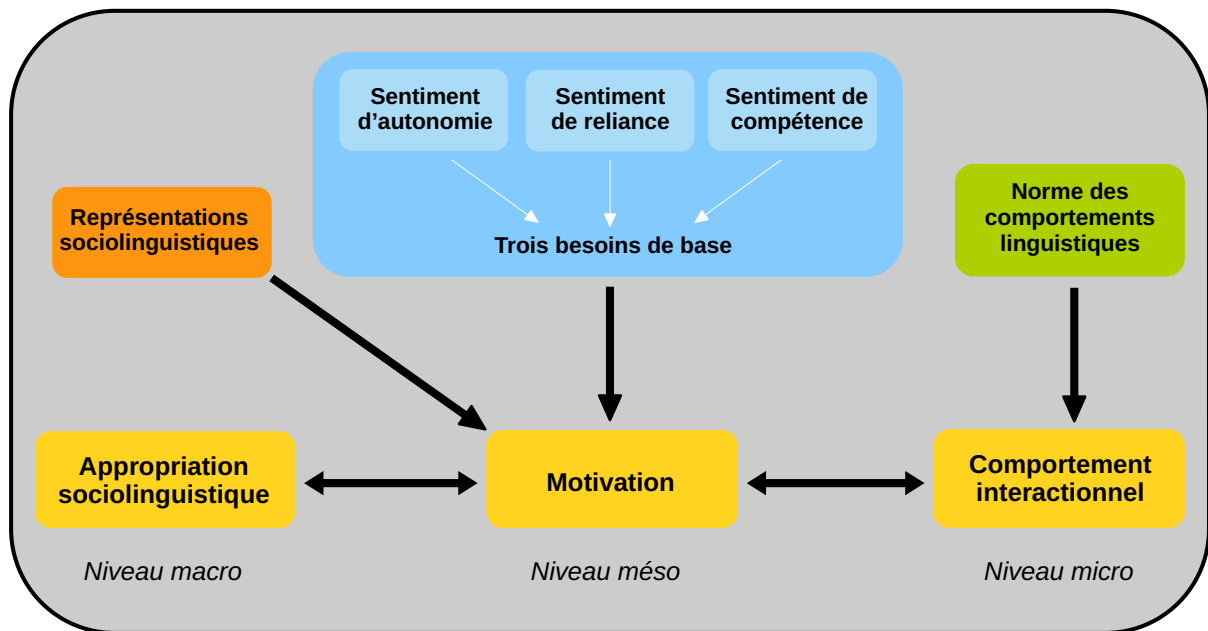 Sentiment
d’autonomie
Sentiment
de reliance
Sentiment de
compétence
Trois besoins de base
Représentations
sociolinguistiques
Norme des
comportements
linguistiques
Appropriation
sociolinguistique
Motivation
Comportement
interactionnel
Niveau macro
Niveau méso
Niveau micro